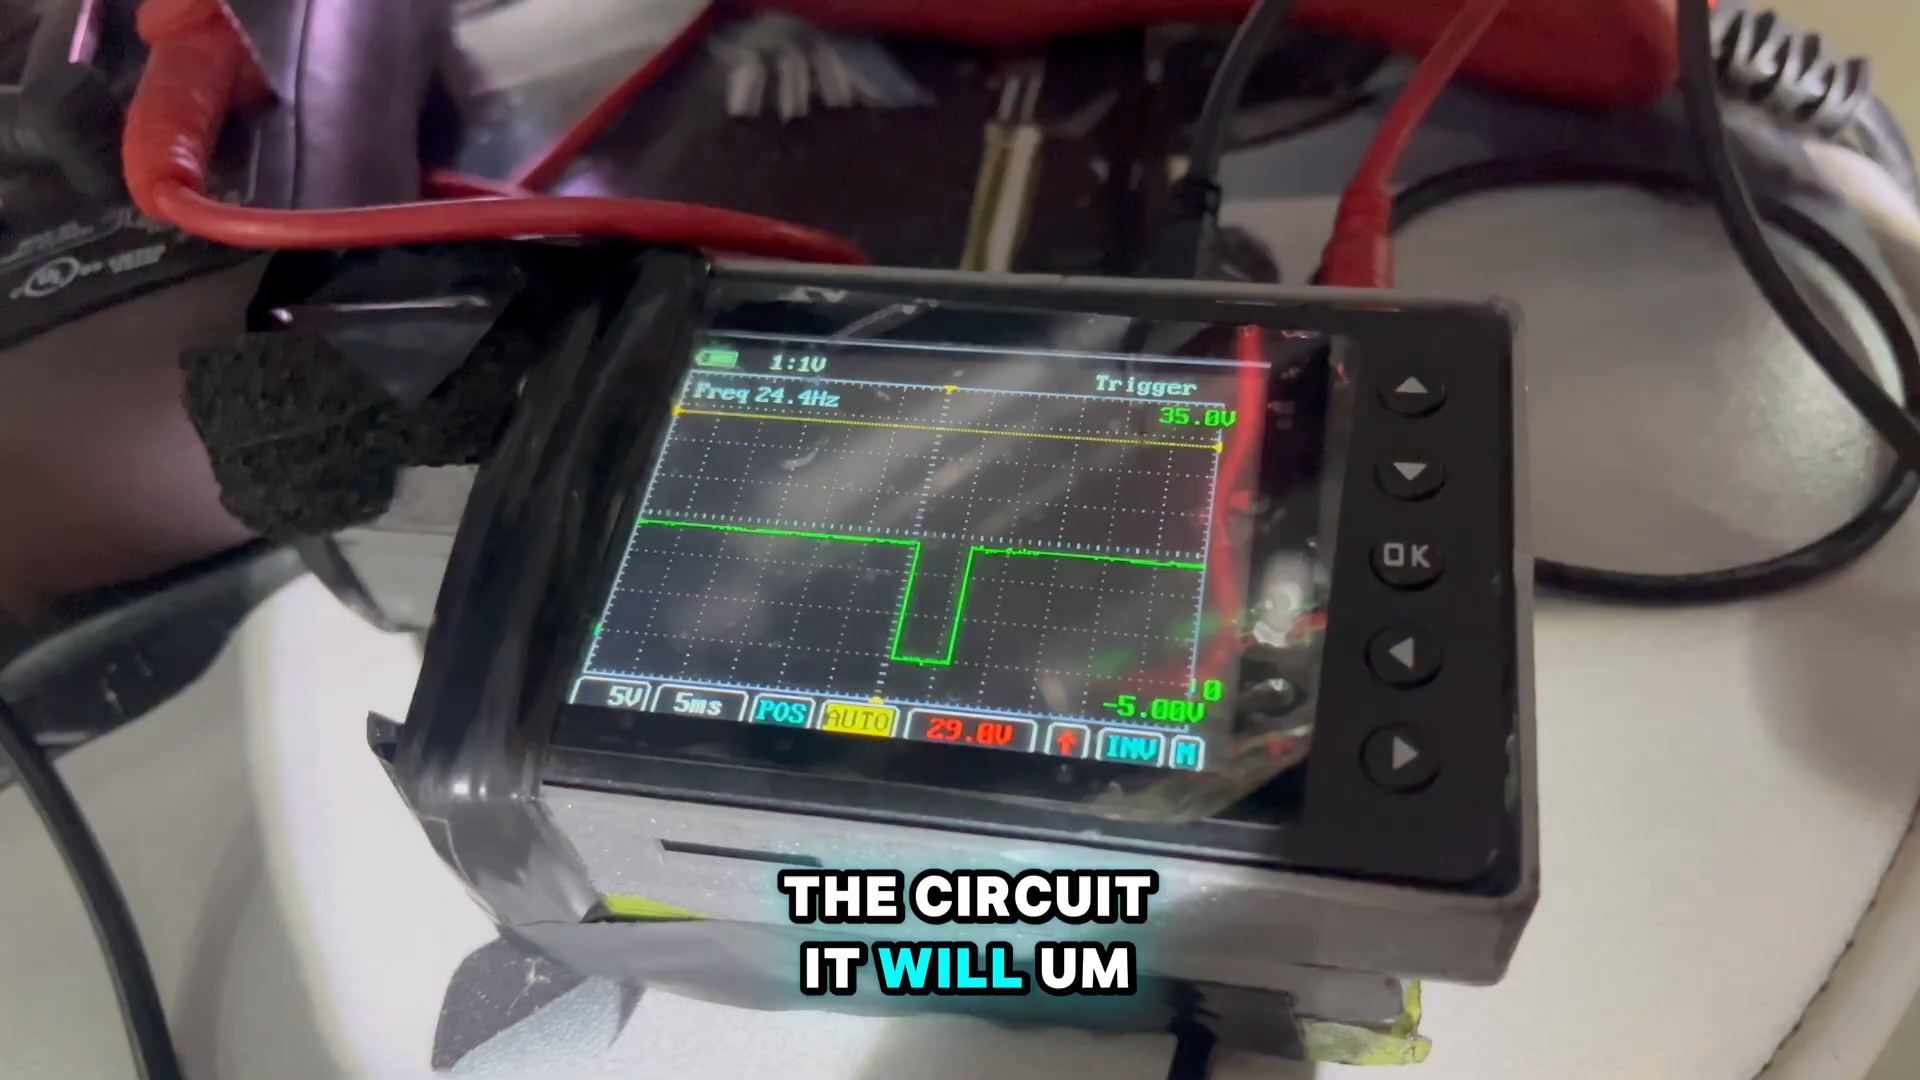 1:1V
Trigger
Freq 24.4Hz
35.0V
-5.00V
5V 5ms POS AUTO 29.0V INV M
OK
THE CIRCUIT
IT WILL UM